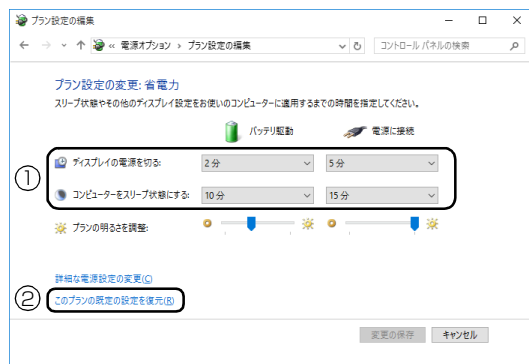 プラン設定の編集
« 電源オプション › プラン設定の編集
コントロール パネルの検索
プラン設定の変更: 省電力
スリープ状態やその他のディスプレイ設定をお使いのコンピューターに適用するまでの時間を指定してください。
バッテリ駆動 電源に接続
① ディスプレイの電源を切る: 2 分 5 分
コンピューターをスリープ状態にする: 10 分 15 分
プランの明るさを調整:
詳細な電源設定の変更(C)
② このプランの既定の設定を復元(R)
変更の保存 キャンセル